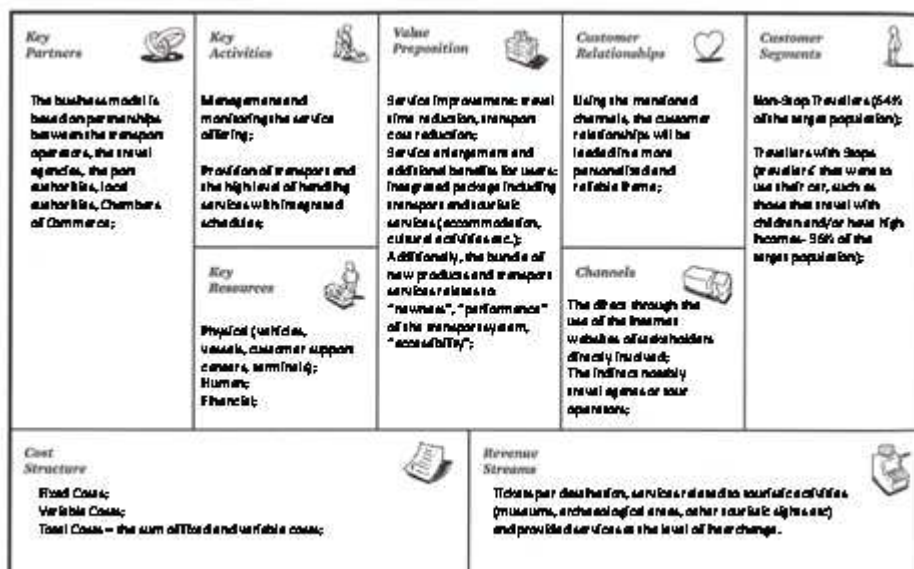 Key
Partners
The business model is
based on partnerships
between the transport
operators, the travel
agencies, the port
authorities, local
authorities, Chambers
of Commerce;
Key
Activities
Management and
monitoring the service
offering;
Provision of transport and
the high level of handling
services with integrated
schedules;
Key
Resources
Physical (vehicles,
vessels, customer support
centers, terminals);
Human;
Financial;
Value
Preposition
Service improvement: travel
time reduction, transport
cost reduction;
Service enlargement and
additional benefits for users:
integrated package including
transport and touristic
services (accommodation,
cultural activities etc.);
Additionally, the bundle of
new products and transport
services relates to
"newness", "performance"
of the transport system,
"accessibility";
Customer
Relationships
Using the mentioned
channels, the customer
relationships will be
leaded in a more
personalized and
reliable frame;
Channels
The direct through the
use of the internet
websites of stakeholders
directly involved;
The indirect notably
travel agents or tour
operators;
Customer
Segments
Non-Stop Travellers (64%
of the target population);
Travellers with Stops
(travellers that want to
use their car, such as
those that travel with
children and/or have high
incomes- 36% of the
target population);
Cost
Structure
Fixed Costs;
Variable Costs;
Total Costs – the sum of fixed and variable costs;
Revenue
Streams
Tickets per destination, services related to touristic activities
(museums, archaeological areas, other touristic sights etc)
and provided services at the level of interchange.